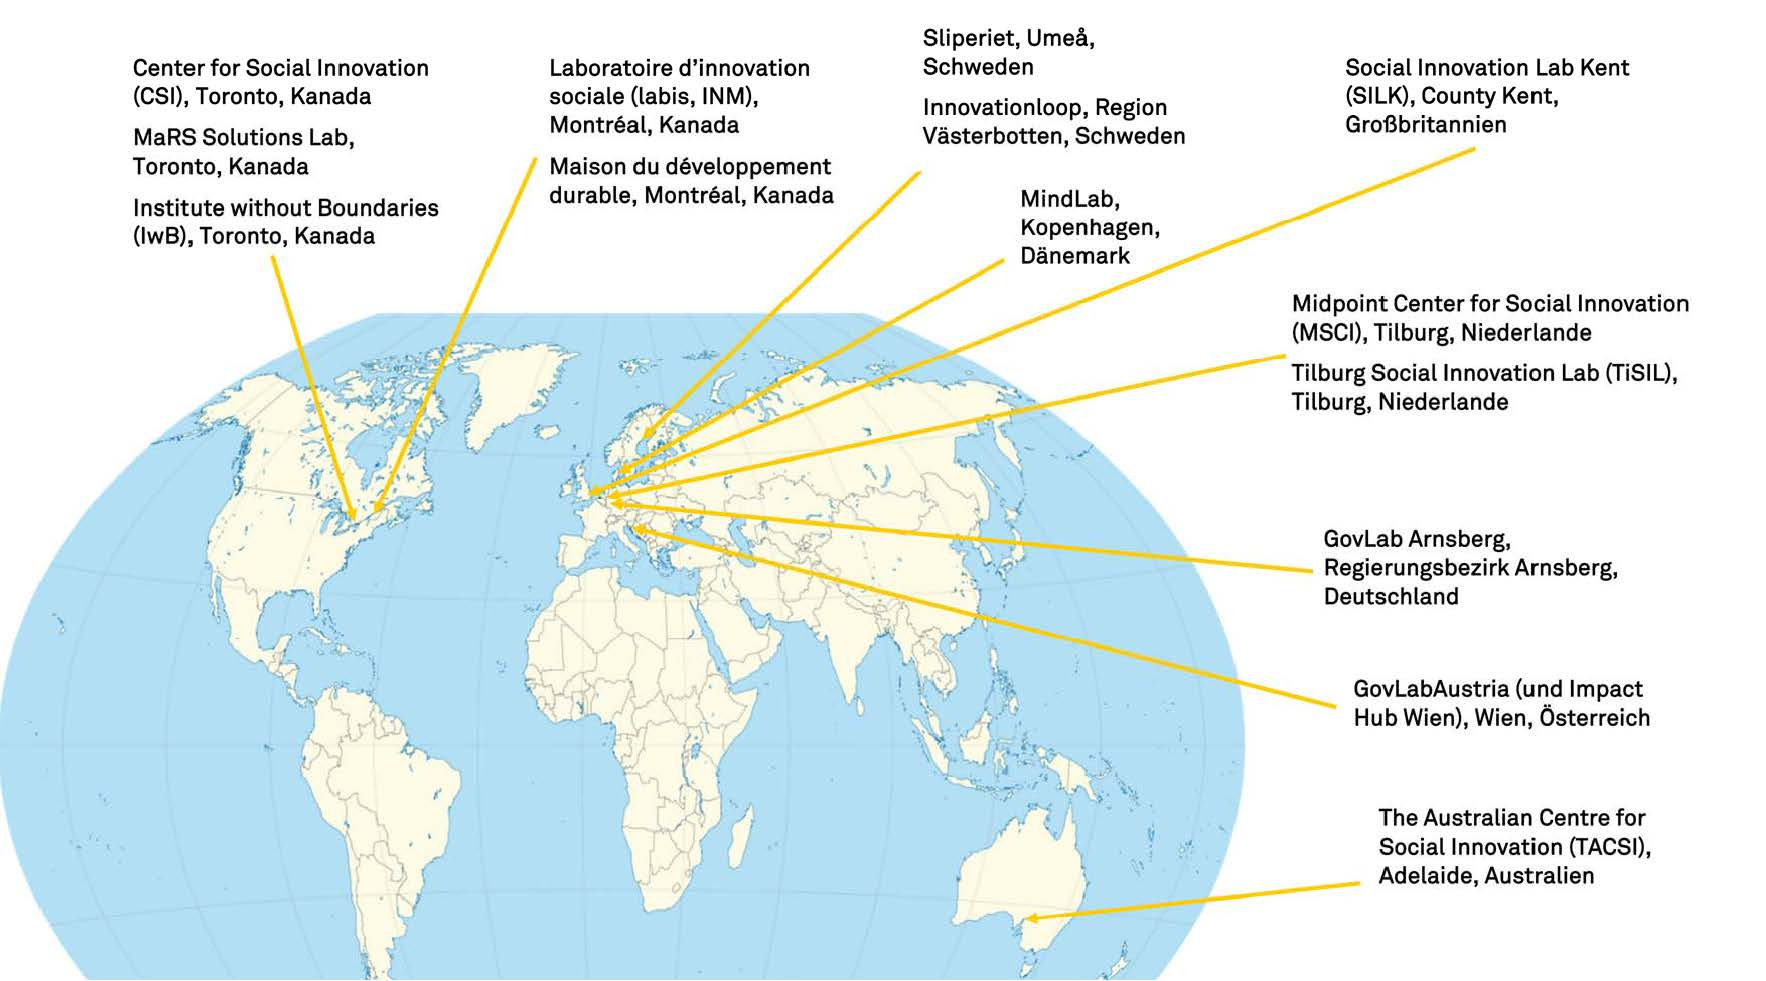 Center for Social Innovation
(CSI), Toronto, Kanada
MaRS Solutions Lab,
Toronto, Kanada
Institute without Boundaries
(IwB), Toronto, Kanada
Laboratoire d'innovation
sociale (labis, INM),
Montréal, Kanada
Maison du développement
durable, Montréal, Kanada
Sliperiet, Umeå,
Schweden
Innovationloop, Region
Västerbotten, Schweden
MindLab,
Kopenhagen,
Dänemark
Social Innovation Lab Kent
(SILK), County Kent,
Großbritannien
Midpoint Center for Social Innovation
(MSCI), Tilburg, Niederlande
Tilburg Social Innovation Lab (TiSIL),
Tilburg, Niederlande
GovLab Arnsberg,
Regierungsbezirk Arnsberg,
Deutschland
GovLabAustria (und Impact
Hub Wien), Wien, Österreich
The Australian Centre for
Social Innovation (TACSI),
Adelaide, Australien